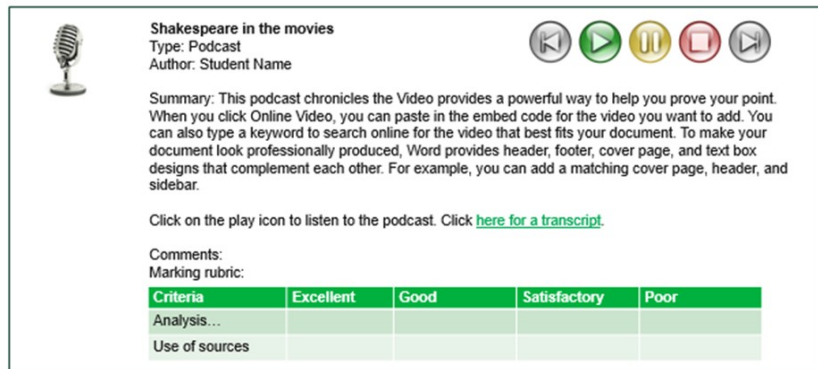 Shakespeare in the movies
Type: Podcast
Author: Student Name
Summary: This podcast chronicles the Video provides a powerful way to help you prove your point.
When you click Online Video, you can paste in the embed code for the video you want to add. You
can also type a keyword to search online for the video that best fits your document. To make your
document look professionally produced, Word provides header, footer, cover page, and text box
designs that complement each other. For example, you can add a matching cover page, header, and
sidebar.
Click on the play icon to listen to the podcast. Click here for a transcript.
Comments:
Marking rubric:
Criteria Excellent Good Satisfactory Poor
Analysis…
Use of sources